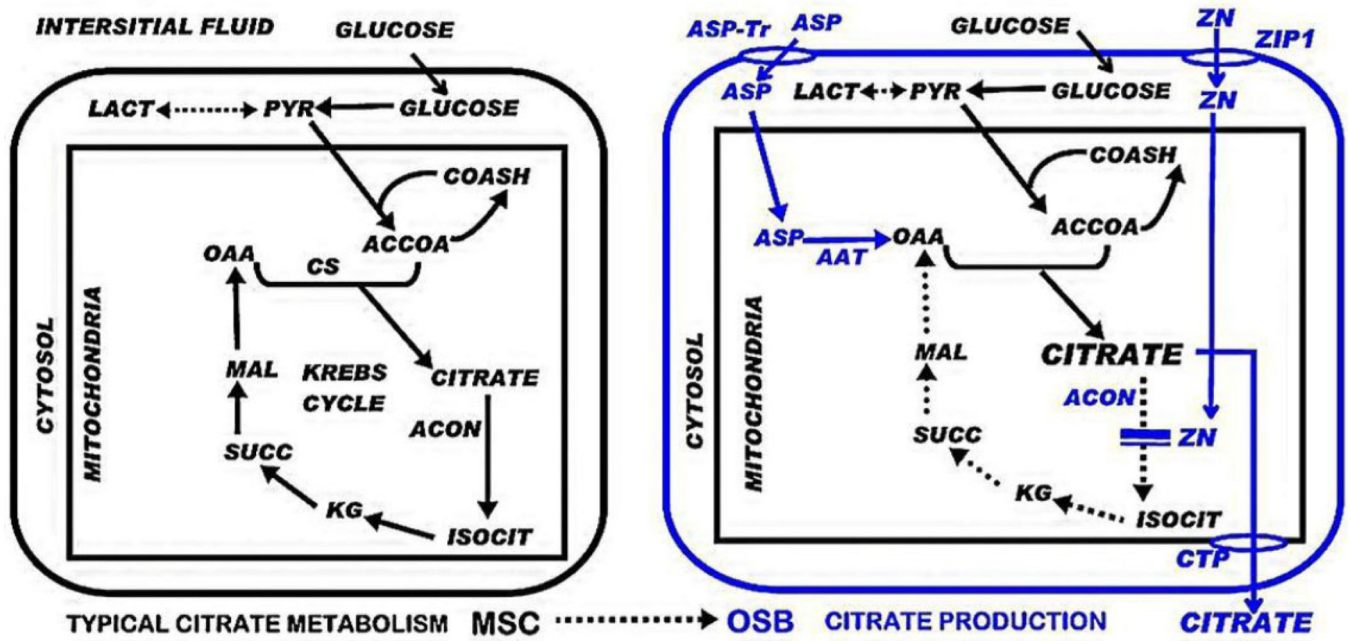 INTERSITIAL FLUID
GLUCOSE
LACT
PYR
GLUCOSE
COASH
ACCOA
OAA
CS
MAL
KREBS
CYCLE
CITRATE
ACON
SUCC
KG
ISOCIT
CYTOSOL
MITOCHONDRIA
ASP-Tr
ASP
GLUCOSE
ZN
ZIP1
ASP
LACT
PYR
GLUCOSE
ZN
COASH
ACCOA
ASP
AAT
OAA
MAL
CITRATE
ACON
ZN
SUCC
KG
ISOCIT
CYTOSOL
MITOCHONDRIA
CTP
TYPICAL CITRATE METABOLISM MSC OSB CITRATE PRODUCTION CITRATE